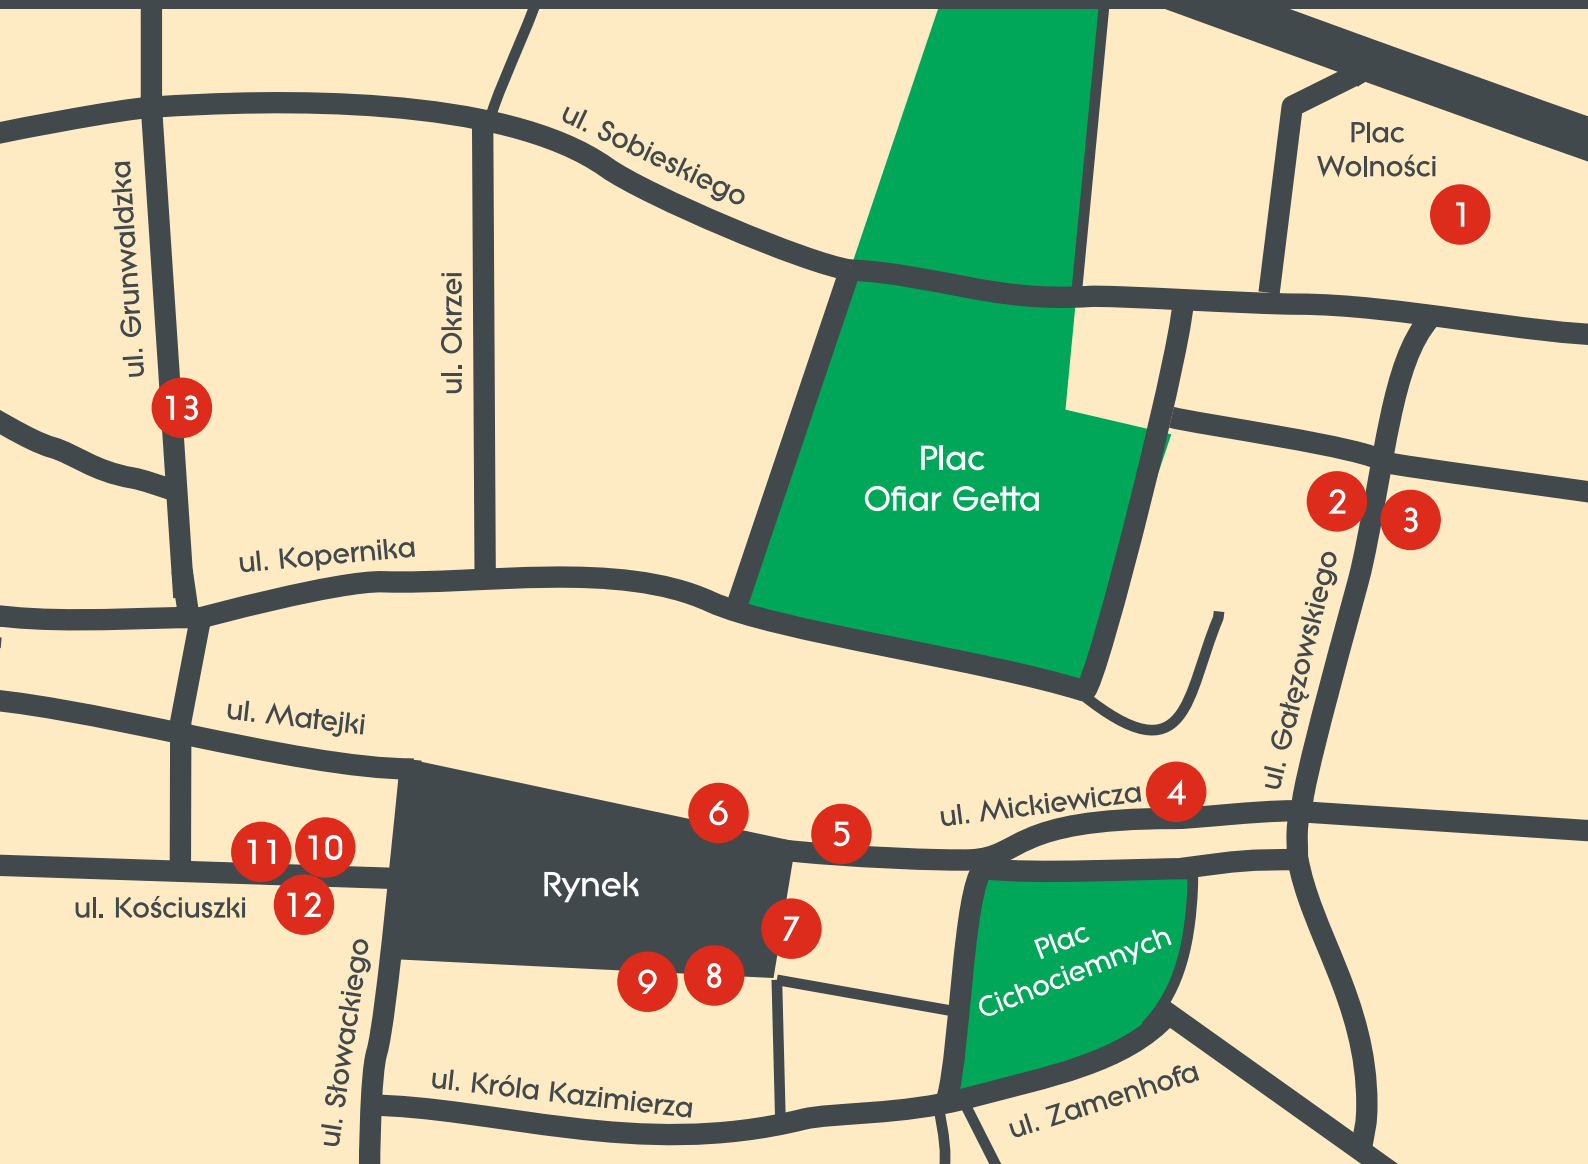 ul. Sobieskiego
Plac
Wolności
1
ul. Grunwaldzka
ul. Okrzei
13
Plac
Ofiar Getta
2
3
ul. Kopernika
ul. Gałęzowskiego
ul. Matejki
ul. Mickiewicza
4
6
5
11
10
Rynek
12
ul. Kościuszki
7
Plac
Cichociemnych
9
8
ul. Słowackiego
ul. Króla Kazimierza
ul. Zamenhofa